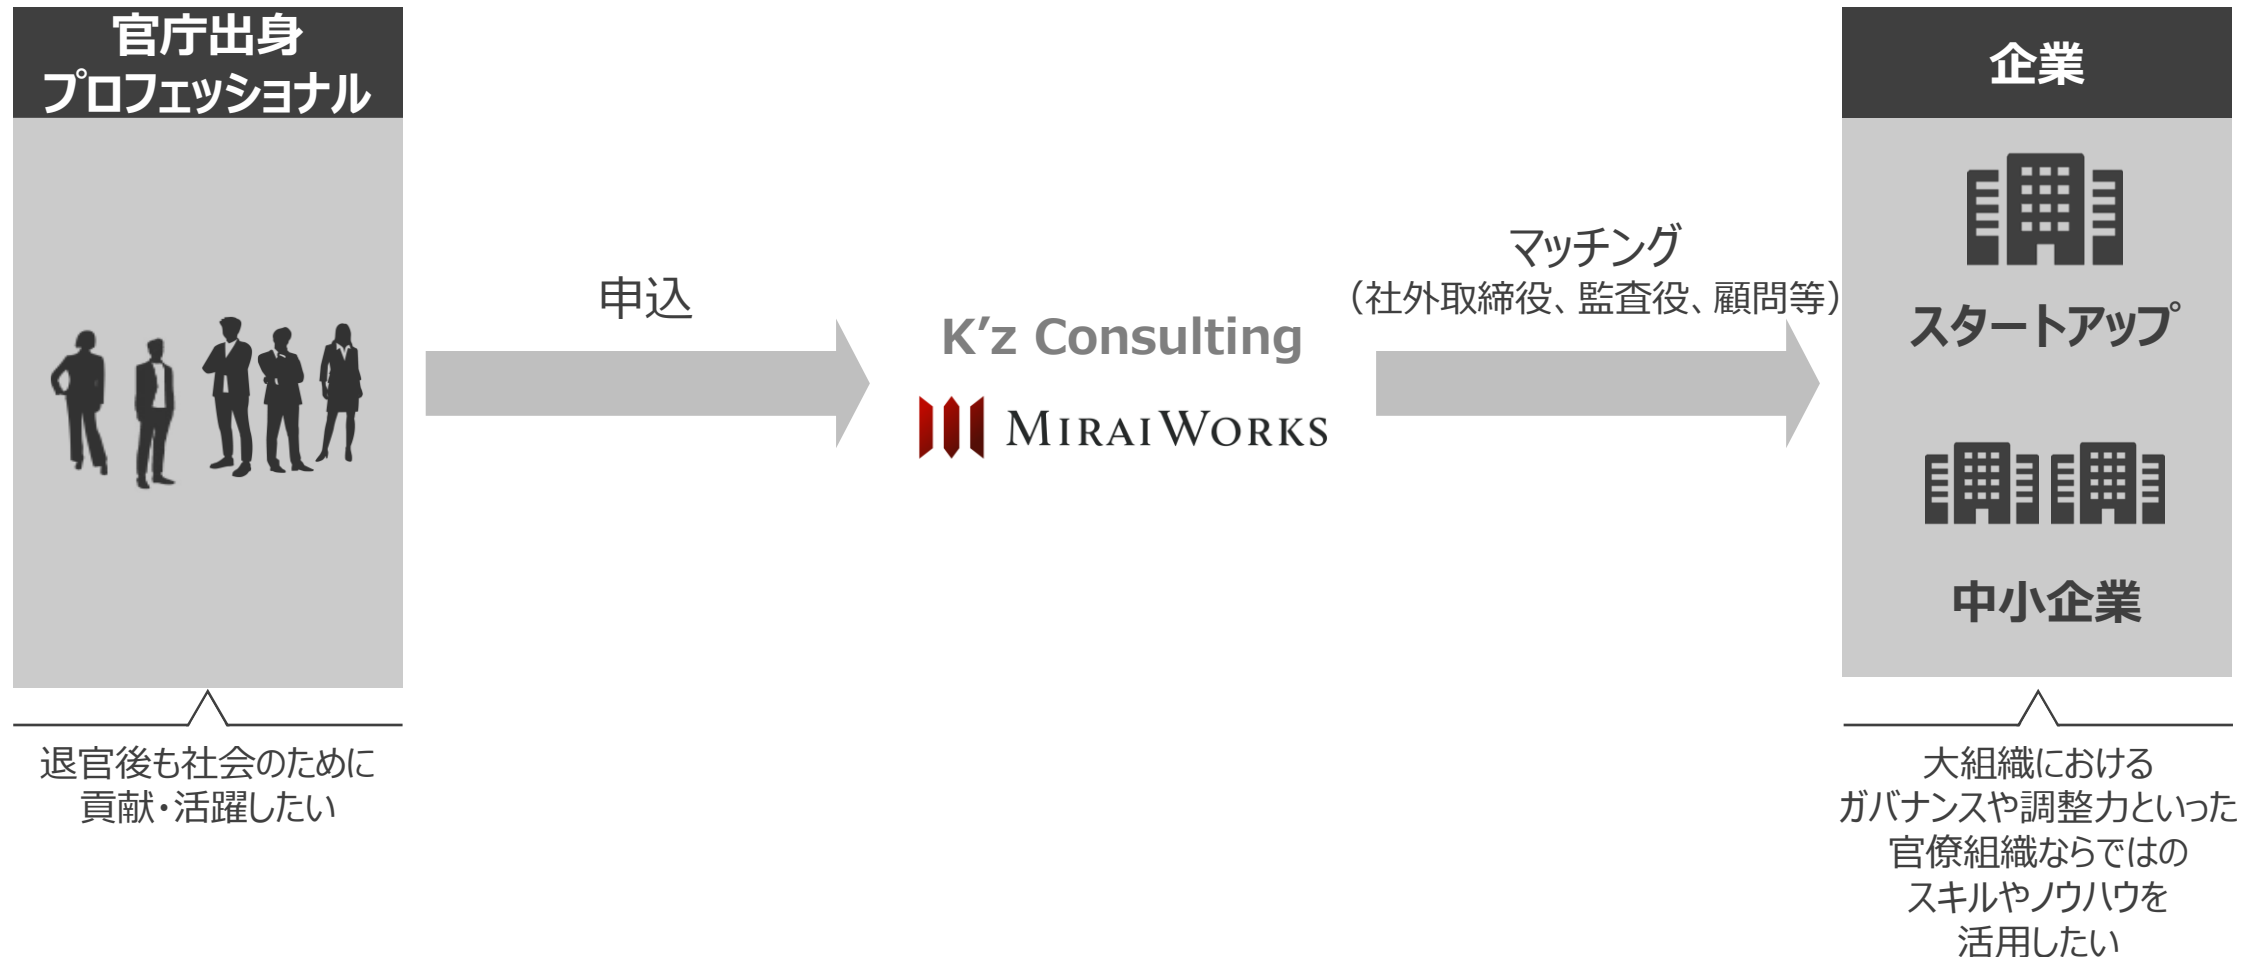 官庁出身
プロフェッショナル
申込
K’z Consulting
MIRAIWORKS
マッチング
（社外取締役、監査役、顧問等）
企業
スタートアップ
中小企業
退官後も社会のために
貢献・活躍したい
大組織における
ガバナンスや調整力といった
官僚組織ならではの
スキルやノウハウを
活用したい